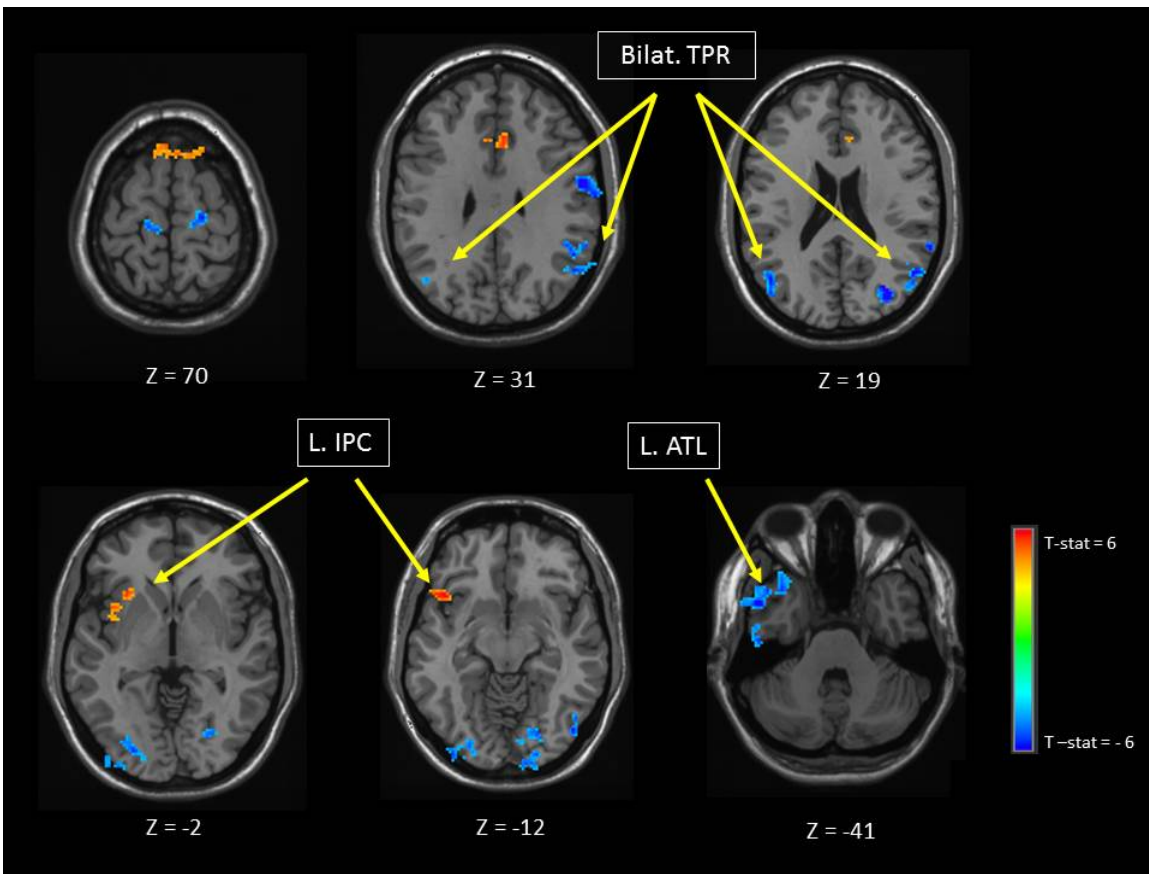 Bilat. TPR
Z = 70
Z = 31
Z = 19
L. IPC
L. ATL
T-stat = 6
T–stat = - 6
Z = -2
Z = -12
Z = -41